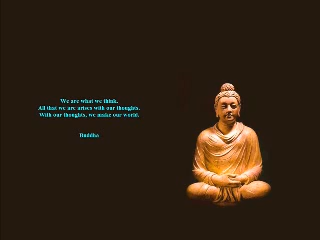 We are what we think.
All that we are arises with our thoughts.
With our thoughts, we make our world.
Buddha